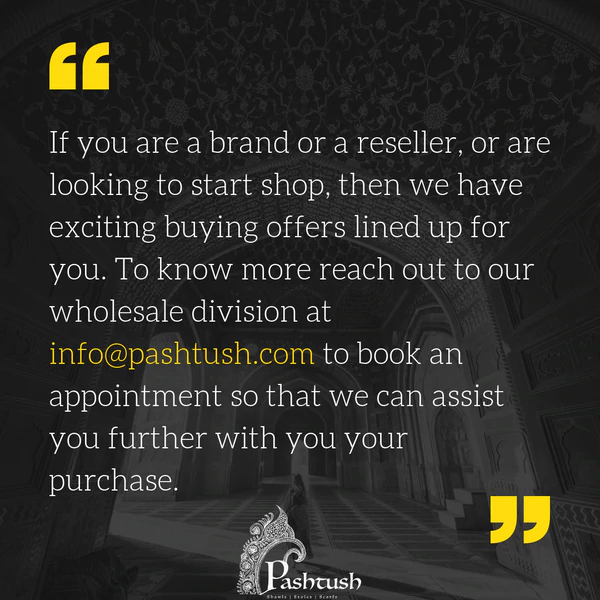 If you are a brand or a reseller, or are
looking to start shop, then we have
exciting buying offers lined up for
you. To know more reach out to our
wholesale division at
info@pashtush.com to book an
appointment so that we can assist
you further with you your
purchase.
Pashtush
Shawls | Stoles | Scarfs